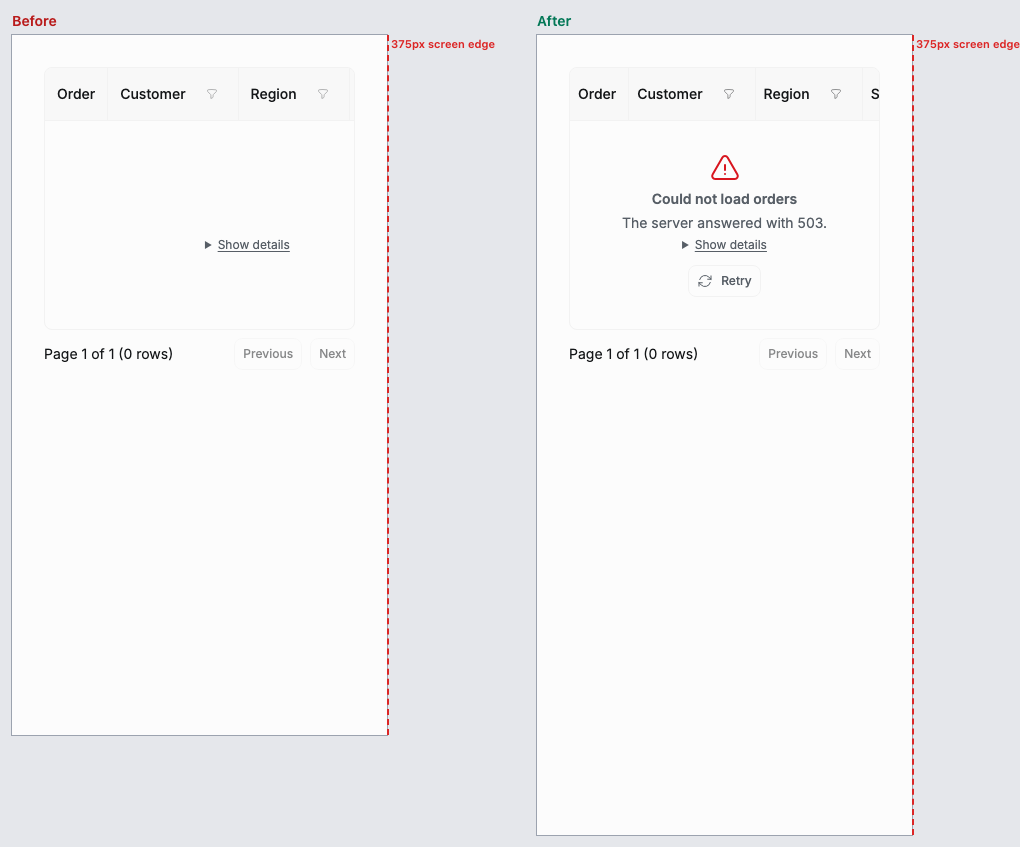 Before
375px screen edge
Order Customer Region
Show details
Page 1 of 1 (0 rows) Previous Next
After
375px screen edge
Order Customer Region S
Could not load orders
The server answered with 503.
Show details
Retry
Page 1 of 1 (0 rows) Previous Next